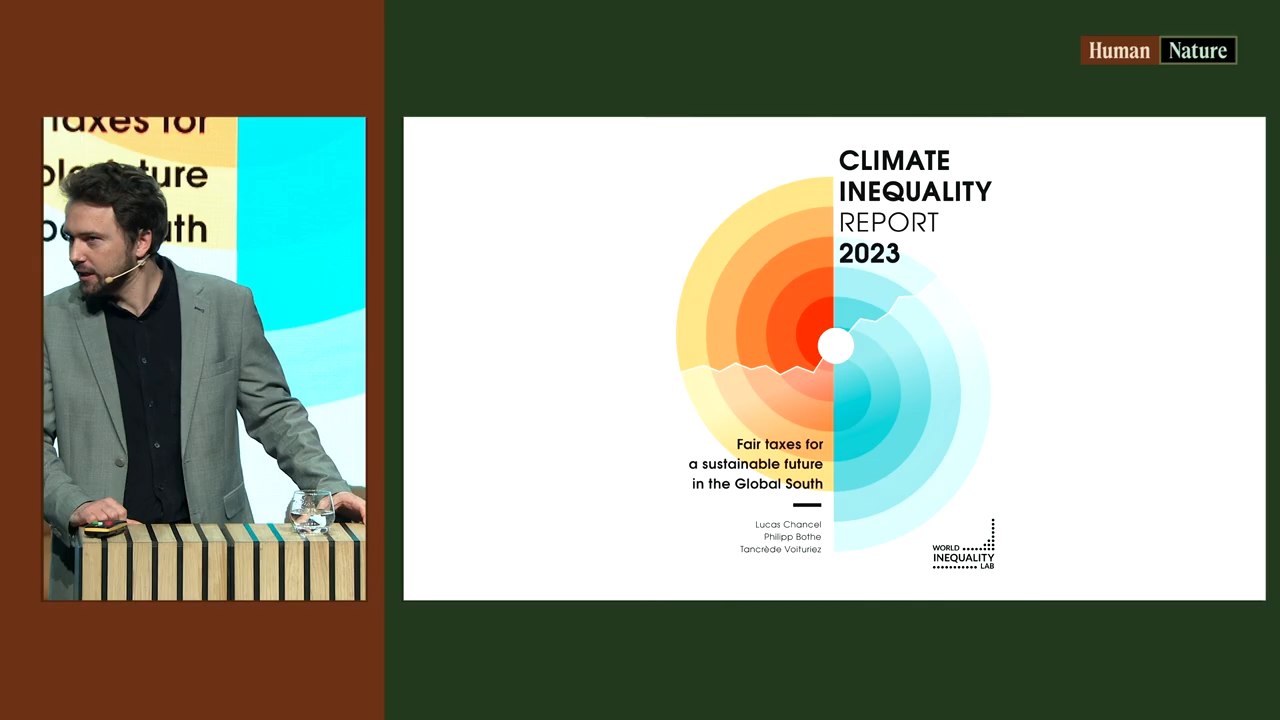 Human Nature
taxes for
ture
uth
CLIMATE
INEQUALITY
REPORT
2023
Fair taxes for
a sustainable future
in the Global South
Lucas Chancel
Philipp Bothe
Tancrède Voituriez
WORLD
INEQUALITY
LAB